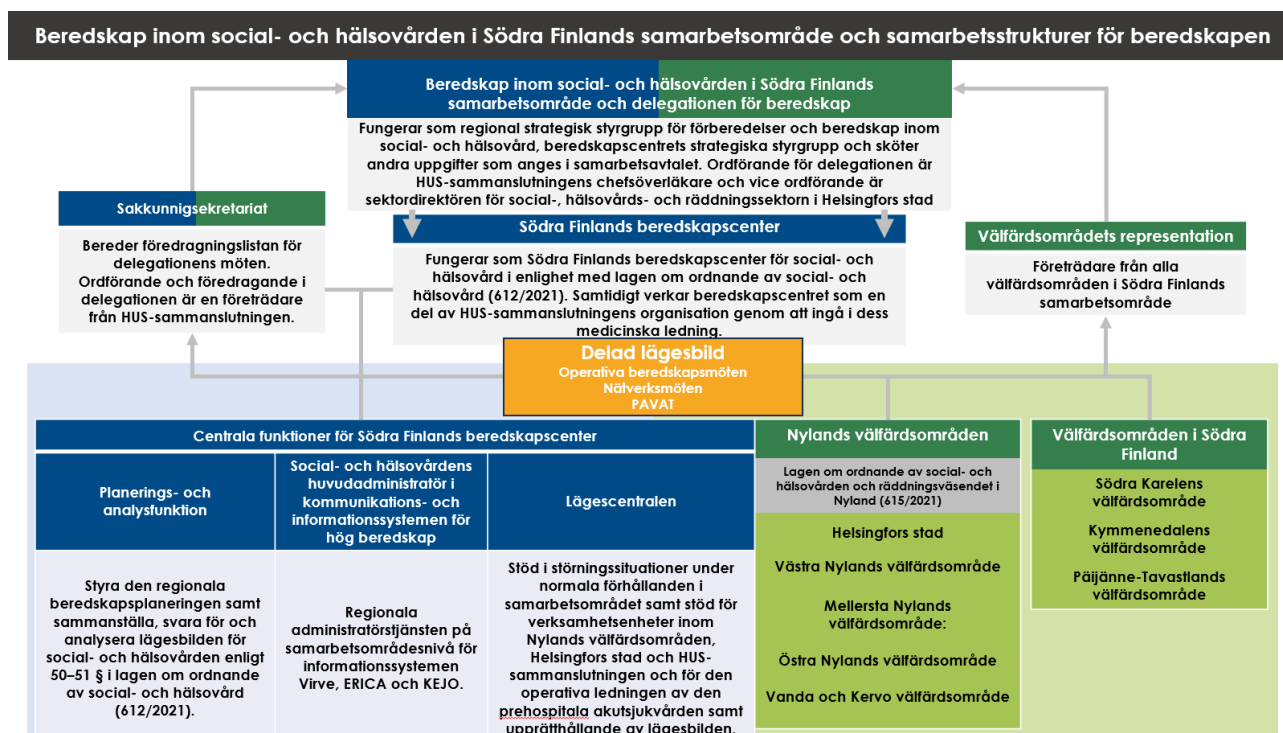 Beredskap inom social- och hälsovården i Södra Finlands samarbetsområde och samarbetsstrukturer för beredskapen
Beredskap inom social- och hälsovården i Södra Finlands
samarbetsområde och delegationen för beredskap
Fungerar som regional strategisk styrgrupp för förberedelser och beredskap inom
social- och hälsovård, beredskapscentrets strategiska styrgrupp och sköter
andra uppgifter som anges i samarbetsavtalet. Ordförande för delegationen är
HUS-sammanslutningens chefsöverläkare och vice ordförande är
sektordirektören för social-, hälsovårds- och räddningssektorn i Helsingfors stad
Sakkunnigsekretariat
Bereder föredragningslistan för
delegationens möten.
Ordförande och föredragande i
delegationen är en företrädare
från HUS-sammanslutningen.
Södra Finlands beredskapscenter
Fungerar som Södra Finlands beredskapscenter för social- och
hälsovård i enlighet med lagen om ordnande av social- och
hälsovård (612/2021). Samtidigt verkar beredskapscentret som en
del av HUS-sammanslutningens organisation genom att ingå i dess
medicinska ledning.
Välfärdsområdets representation
Företrädare från alla
välfärdsområden i Södra Finlands
samarbetsområde
Delad lägesbild
Operativa beredskapsmöten
Nätverksmöten
PAVAT
Centrala funktioner för Södra Finlands beredskapscenter
Planerings- och
analysfunktion
Styra den regionala
beredskapsplaneringen samt
sammanställa, svara för och
analysera lägesbilden för
social- och hälsovården enligt
50–51 § i lagen om ordnande
av social- och hälsovård
(612/2021).
Social- och hälsovårdens
huvudadministratör i
kommunikations- och
informationssystemen för
hög beredskap
Regionala
administratörstjänsten på
samarbetsområdesnivå för
informationssystemen
Virve, ERICA och KEJO.
Lägescentralen
Stöd i störningssituationer under
normala förhållanden i
samarbetsområdet samt stöd för
verksamhetsenheter inom
Nylands välfärdsområden,
Helsingfors stad och HUS-
sammanslutningen och för den
operativa ledningen av den
prehospitala akutsjukvården samt
upprätthållande av lägesbilden.
Nylands välfärdsområden
Lagen om ordnande av social- och
hälsovården och räddningsväsendet i
Nyland (615/2021)
Helsingfors stad
Västra Nylands välfärdsområde
Mellersta Nylands
välfärdsområde:
Östra Nylands välfärdsområde
Vanda och Kervo välfärdsområde
Välfärdsområden i Södra
Finland
Södra Karelens
välfärdsområde
Kymmenedalens
välfärdsområde
Päijänne-Tavastlands
välfärdsområde